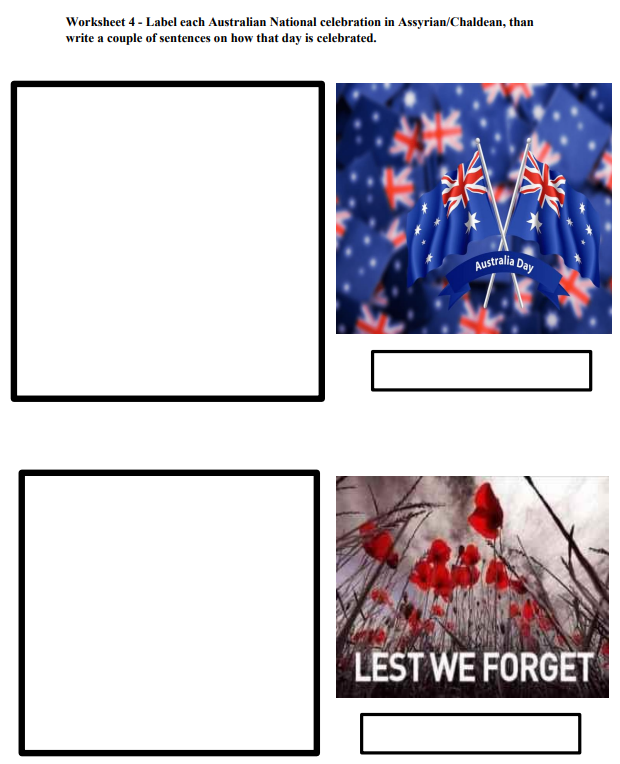 Worksheet 4 - Label each Australian National celebration in Assyrian/Chaldean, than
write a couple of sentences on how that day is celebrated.
Australia Day
LEST WE FORGET